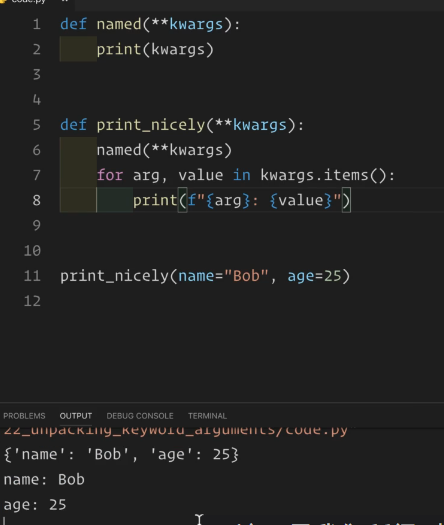 code.py
1 def named(**kwargs):
2     print(kwargs)
3
4
5 def print_nicely(**kwargs):
6     named(**kwargs)
7     for arg, value in kwargs.items():
8         print(f"{arg}: {value}")
9
10
11 print_nicely(name="Bob", age=25)
12
PROBLEMS OUTPUT DEBUG CONSOLE TERMINAL
22_unpacking_keyword_arguments/code.py
{'name': 'Bob', 'age': 25}
name: Bob
age: 25